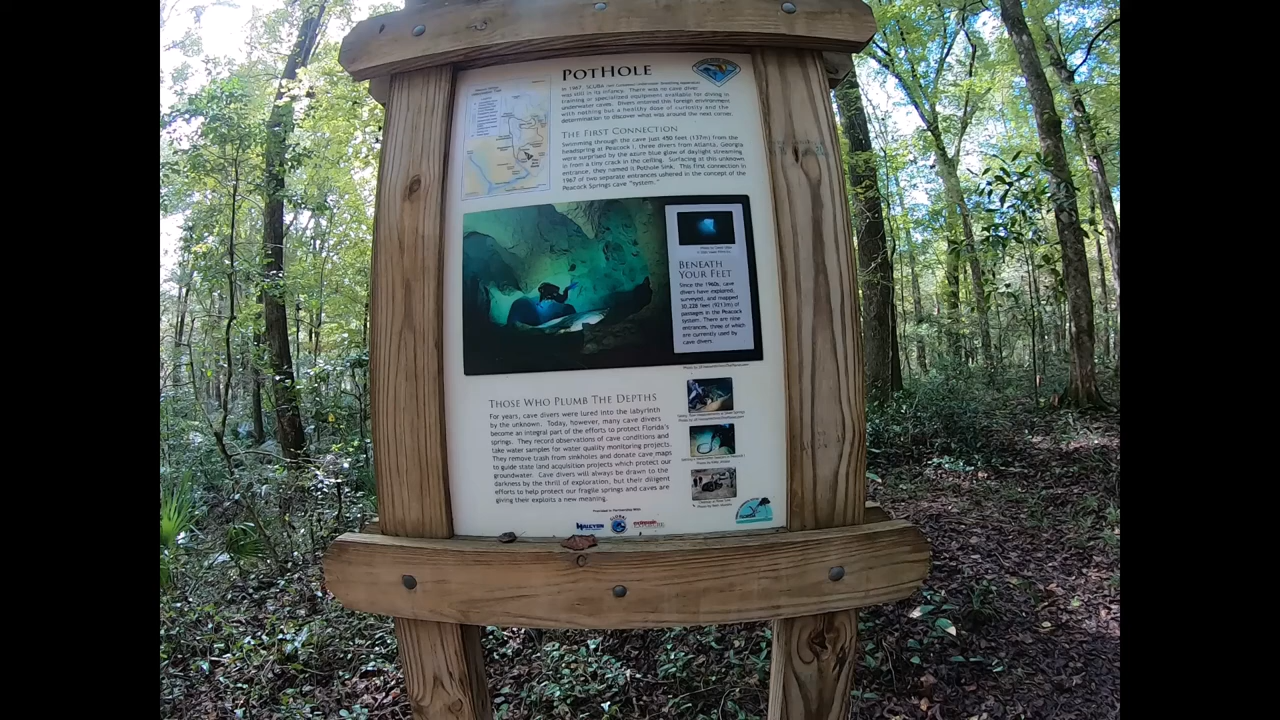 POTHOLE
In 1967, SCUBA
was still in its infancy. There was no cave diver
training or specialized equipment available for diving in
underwater caves. Divers entered this foreign environment
with nothing but a healthy dose of curiosity and the
determination to discover what was around the next corner.
THE FIRST CONNECTION
Swimming through the cave just 450 feet (137m) from the
headspring at Peacock I, three divers from Atlanta, Georgia
were surprised by the azure blue glow of daylight streaming
in from a tiny crack in the ceiling. Surfacing at this unknown
entrance, they named it Pothole Sink. This first connection in
1967 of two separate entrances ushered in the concept of the
Peacock Springs cave "system."
BENEATH
YOUR FEET
Since the 1960s, cave
divers have explored,
surveyed, and mapped
of
passages in the Peacock
system. There are nine
entrances, three of which
are currently used by
cave divers.
THOSE WHO PLUMB THE DEPTHS
For years, cave divers were lured into the labyrinth
by the unknown. Today, however, many cave divers
become an integral part of the efforts to protect Florida's
springs. They record observations of cave conditions and
take water samples for water quality monitoring projects.
They remove trash from sinkholes and donate cave maps
to guide state land acquisition projects which protect our
groundwater. Cave divers will always be drawn to the
darkness by the thrill of exploration, but their diligent
efforts to help protect our fragile springs and caves are
giving their exploits a new meaning.
HALCYON